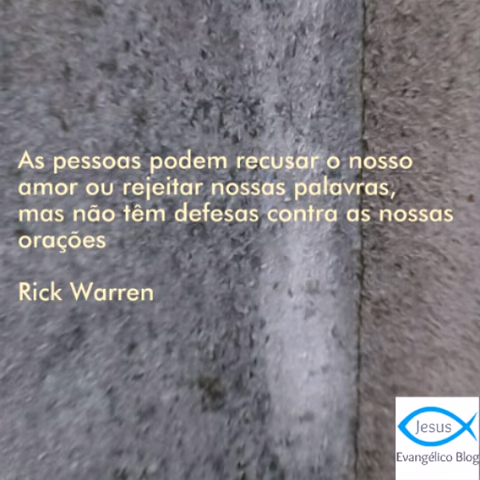 As pessoas podem recusar o nosso
amor ou rejeitar nossas palavras,
mas não têm defesas contra as nossas
orações
Rick Warren
Jesus
Evangélico Blog